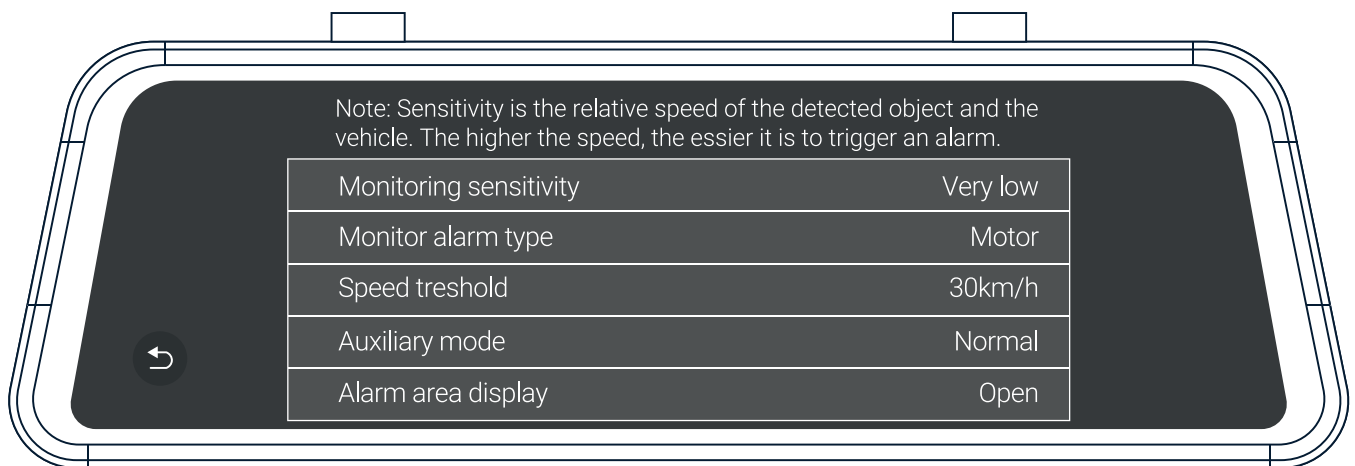 Note: Sensitivity is the relative speed of the detected object and the
vehicle. The higher the speed, the essier it is to trigger an alarm.
Monitoring sensitivity Very low
Monitor alarm type Motor
Speed treshold 30km/h
Auxiliary mode Normal
Alarm area display Open